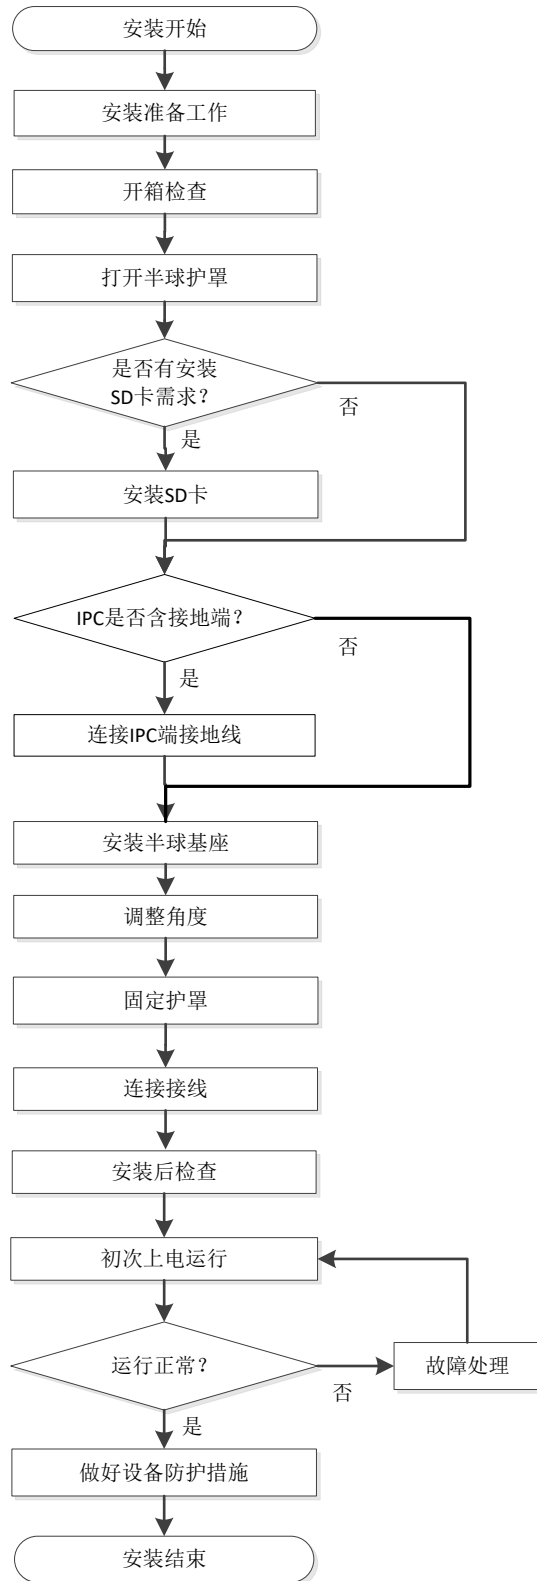 安装开始
安装准备工作
开箱检查
打开半球护罩
是否有安装
SD卡需求？
否
是
安装SD卡
IPC是否含接地端？
否
是
连接IPC端接地线
安装半球基座
调整角度
固定护罩
连接接线
安装后检查
初次上电运行
运行正常？
故障处理
否
是
做好设备防护措施
安装结束